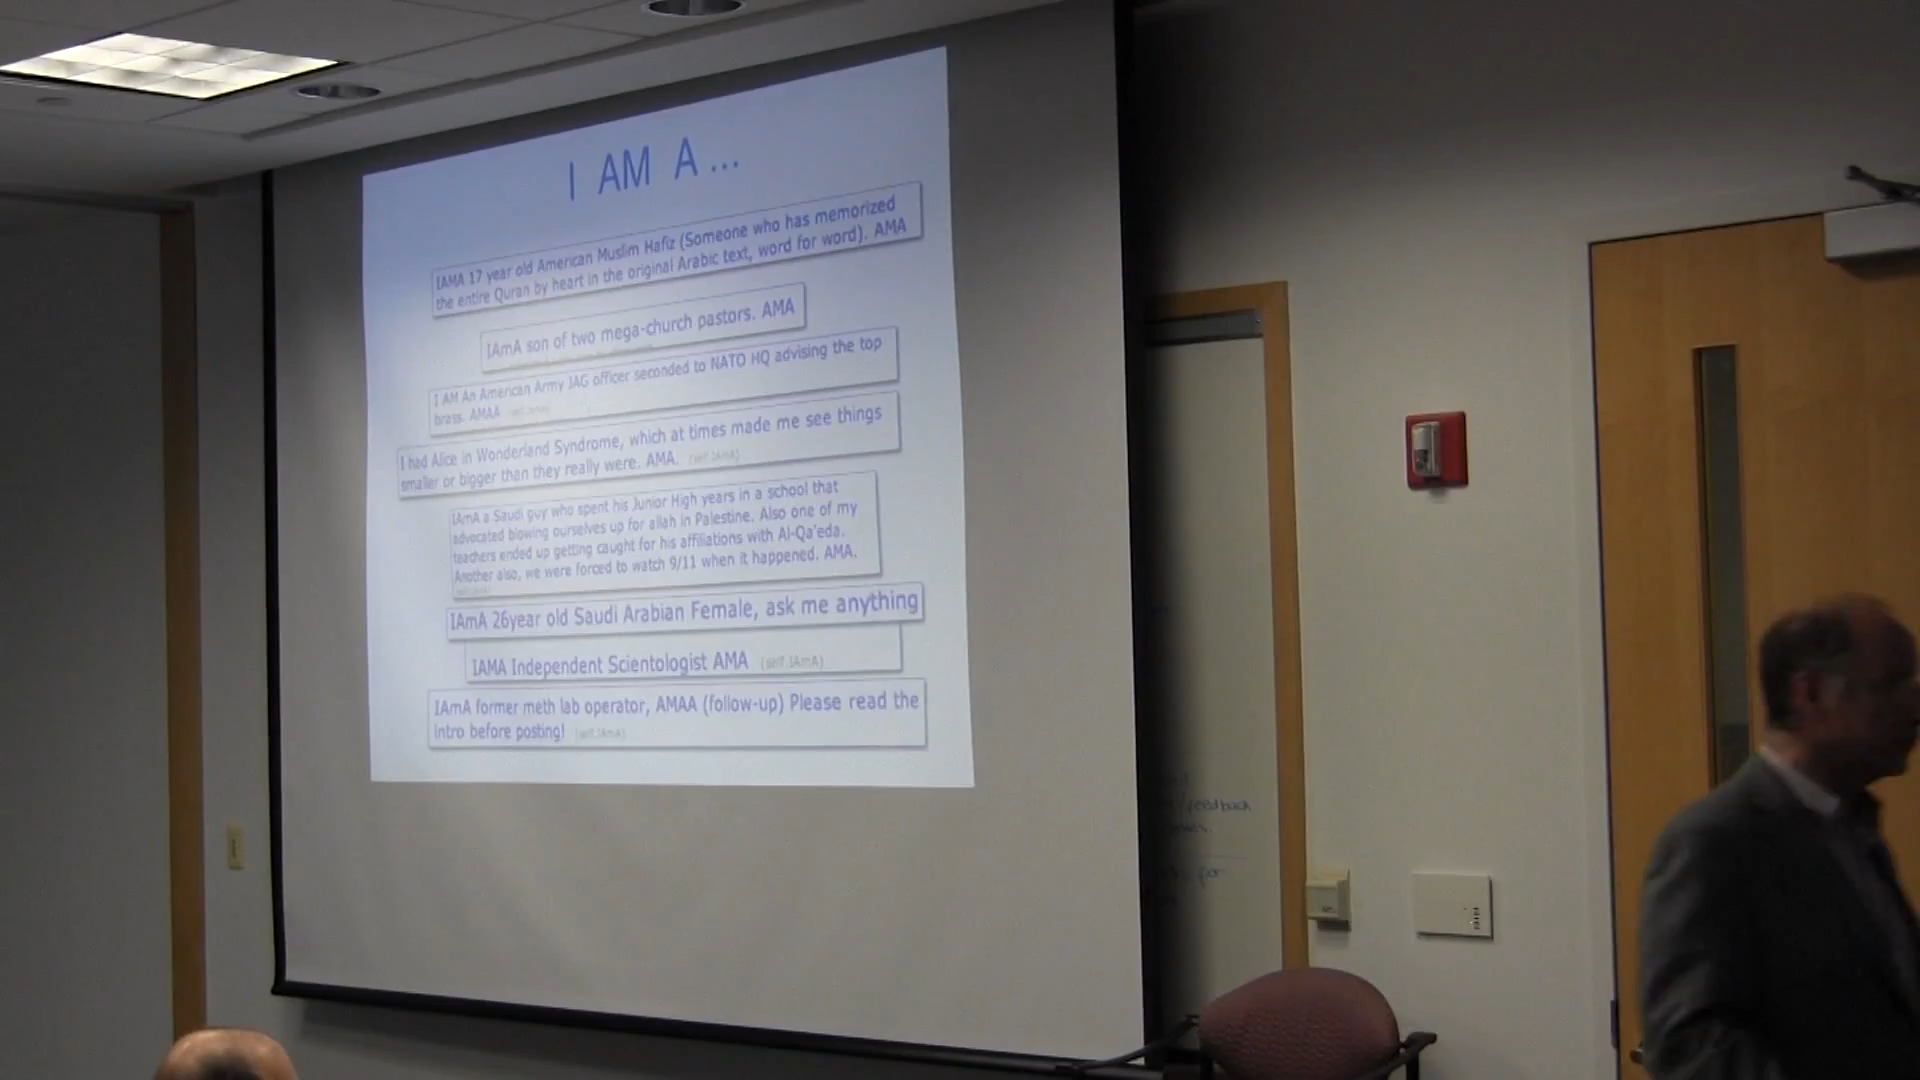 I AM A ...
IAMA 17 year old American Muslim Hafiz (Someone who has memorized
the entire Quran by heart in the original Arabic text, word for word). AMA
IAmA son of two mega-church pastors. AMA
I AM An American Army JAG officer seconded to NATO HQ advising the top
brass. AMAA (self.IAmA)
I had Alice in Wonderland Syndrome, which at times made me see things
smaller or bigger than they really were. AMA. (self.IAmA)
IAmA a Saudi guy who spent his Junior High years in a school that
advocated blowing ourselves up for allah in Palestine. Also one of my
teachers ended up getting caught for his affiliations with Al-Qa'eda.
Another also, we were forced to watch 9/11 when it happened. AMA.
IAmA 26year old Saudi Arabian Female, ask me anything
IAMA Independent Scientologist AMA (self.IAmA)
IAmA former meth lab operator, AMAA (follow-up) Please read the
intro before posting! (self.IAmA)
/feedback
for